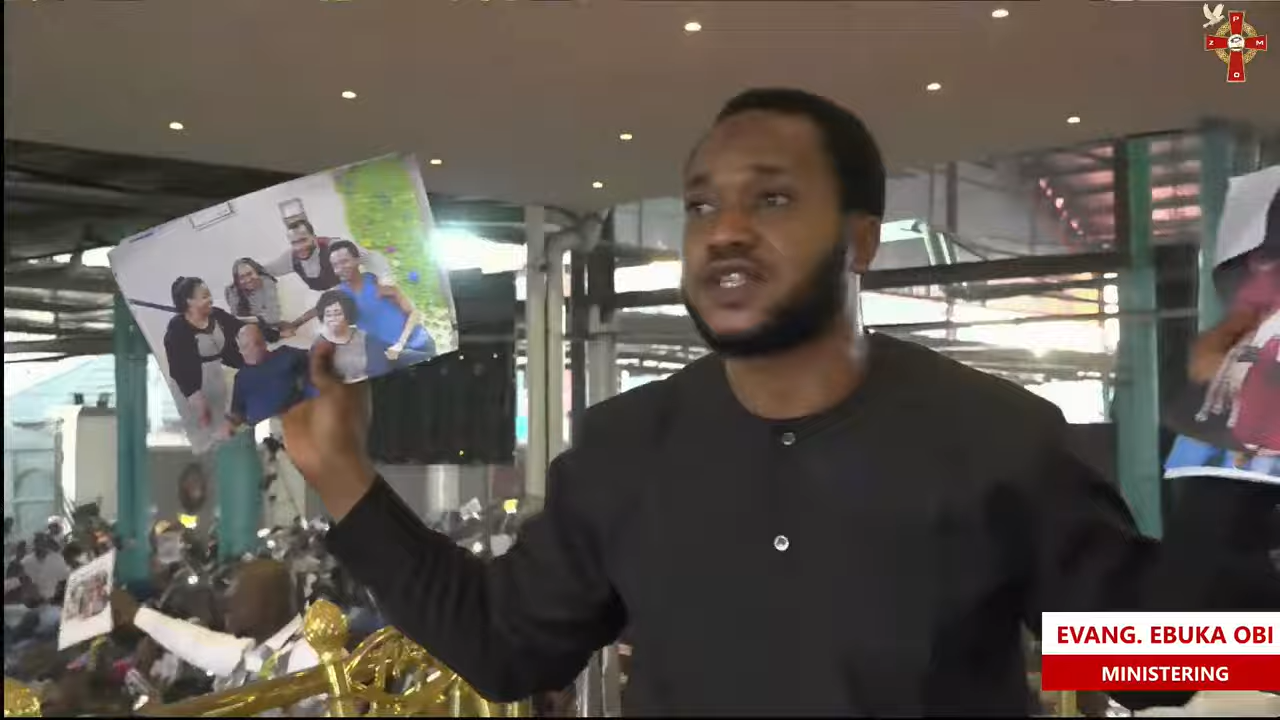 P
Z M
O
EVANG. EBUKA OBI
MINISTERING